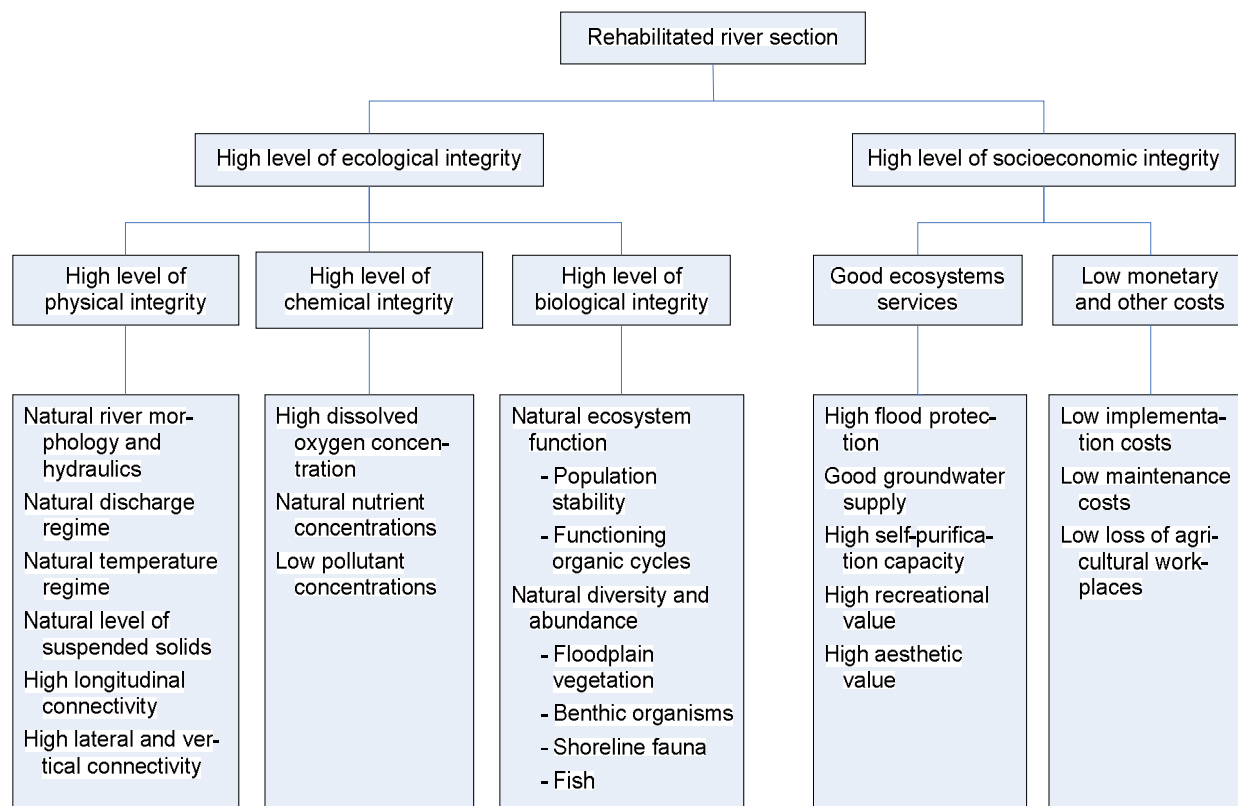 Rehabilitated river section
High level of ecological integrity
High level of socioeconomic integrity
High level of
physical integrity
High level of
chemical integrity
High level of
biological integrity
Good ecosystems
services
Low monetary
and other costs
Natural river mor-
phology and
hydraulics
Natural discharge
regime
Natural temperature
regime
Natural level of
suspended solids
High longitudinal
connectivity
High lateral and ver-
tical connectivity
High dissolved
oxygen concen-
tration
Natural nutrient
concentrations
Low pollutant
concentrations
Natural ecosystem
function
- Population
stability
- Functioning
organic cycles
Natural diversity and
abundance
- Floodplain
vegetation
- Benthic organisms
- Shoreline fauna
- Fish
High flood protec-
tion
Good groundwater
supply
High self-purifica-
tion capacity
High recreational
value
High aesthetic
value
Low implementa-
tion costs
Low maintenance
costs
Low loss of agri-
cultural work-
places